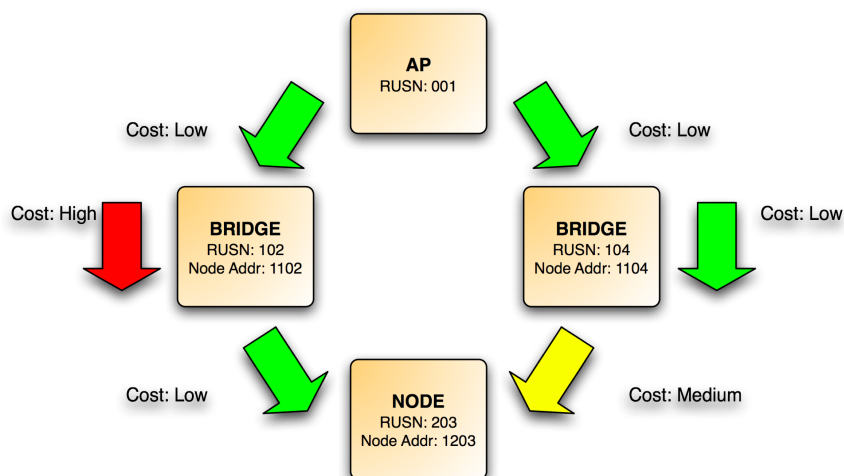 AP
RUSN: 001
Cost: Low
Cost: Low
Cost: High
BRIDGE
RUSN: 102
Node Addr: 1102
BRIDGE
RUSN: 104
Node Addr: 1104
Cost: Low
Cost: Low
NODE
RUSN: 203
Node Addr: 1203
Cost: Medium